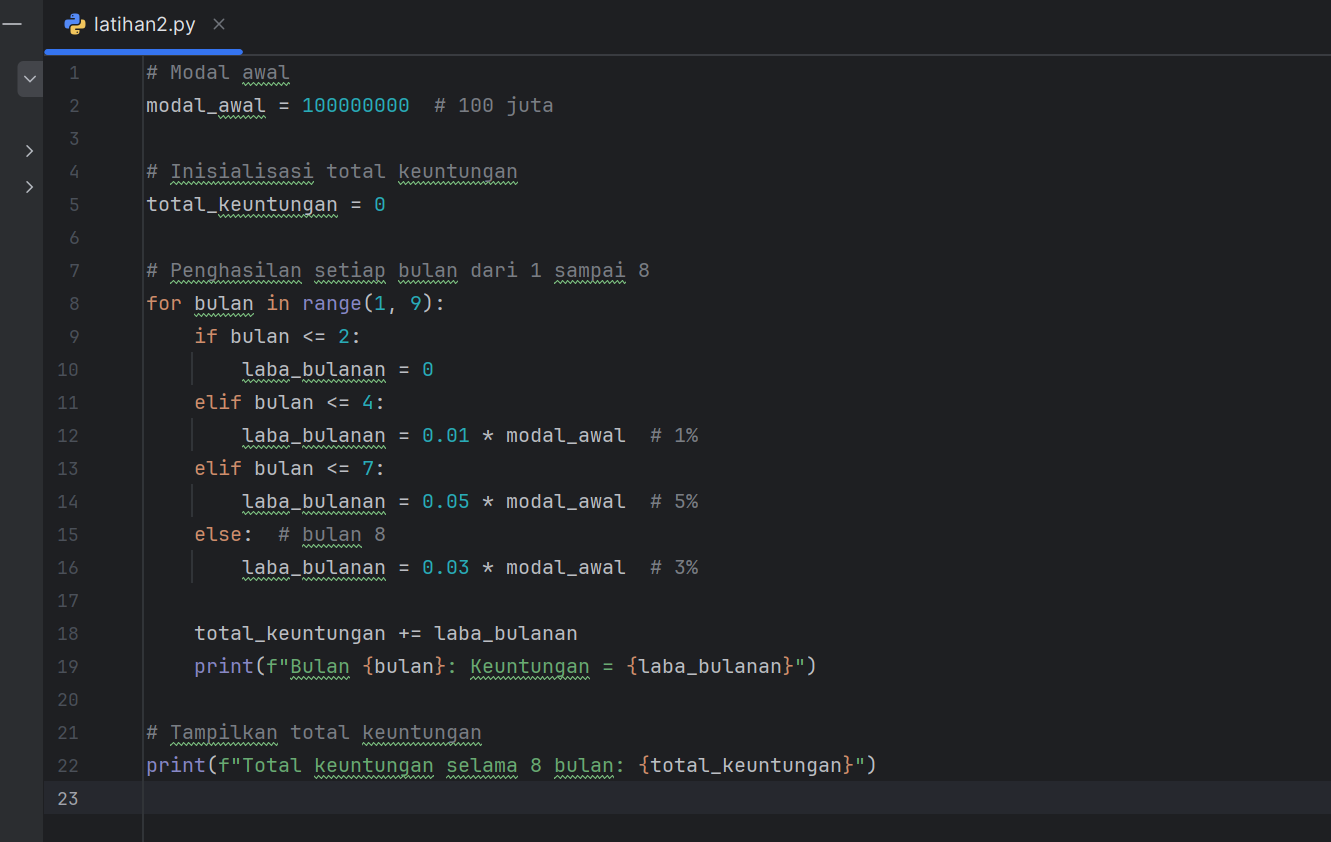 latihan2.py
1 # Modal awal
2 modal_awal = 100000000  # 100 juta
3
4 # Inisialisasi total keuntungan
5 total_keuntungan = 0
6
7 # Penghasilan setiap bulan dari 1 sampai 8
8 for bulan in range(1, 9):
9     if bulan <= 2:
10         laba_bulanan = 0
11     elif bulan <= 4:
12         laba_bulanan = 0.01 * modal_awal  # 1%
13     elif bulan <= 7:
14         laba_bulanan = 0.05 * modal_awal  # 5%
15     else:  # bulan 8
16         laba_bulanan = 0.03 * modal_awal  # 3%
17
18     total_keuntungan += laba_bulanan
19     print(f"Bulan {bulan}: Keuntungan = {laba_bulanan}")
20
21 # Tampilkan total keuntungan
22 print(f"Total keuntungan selama 8 bulan: {total_keuntungan}")
23